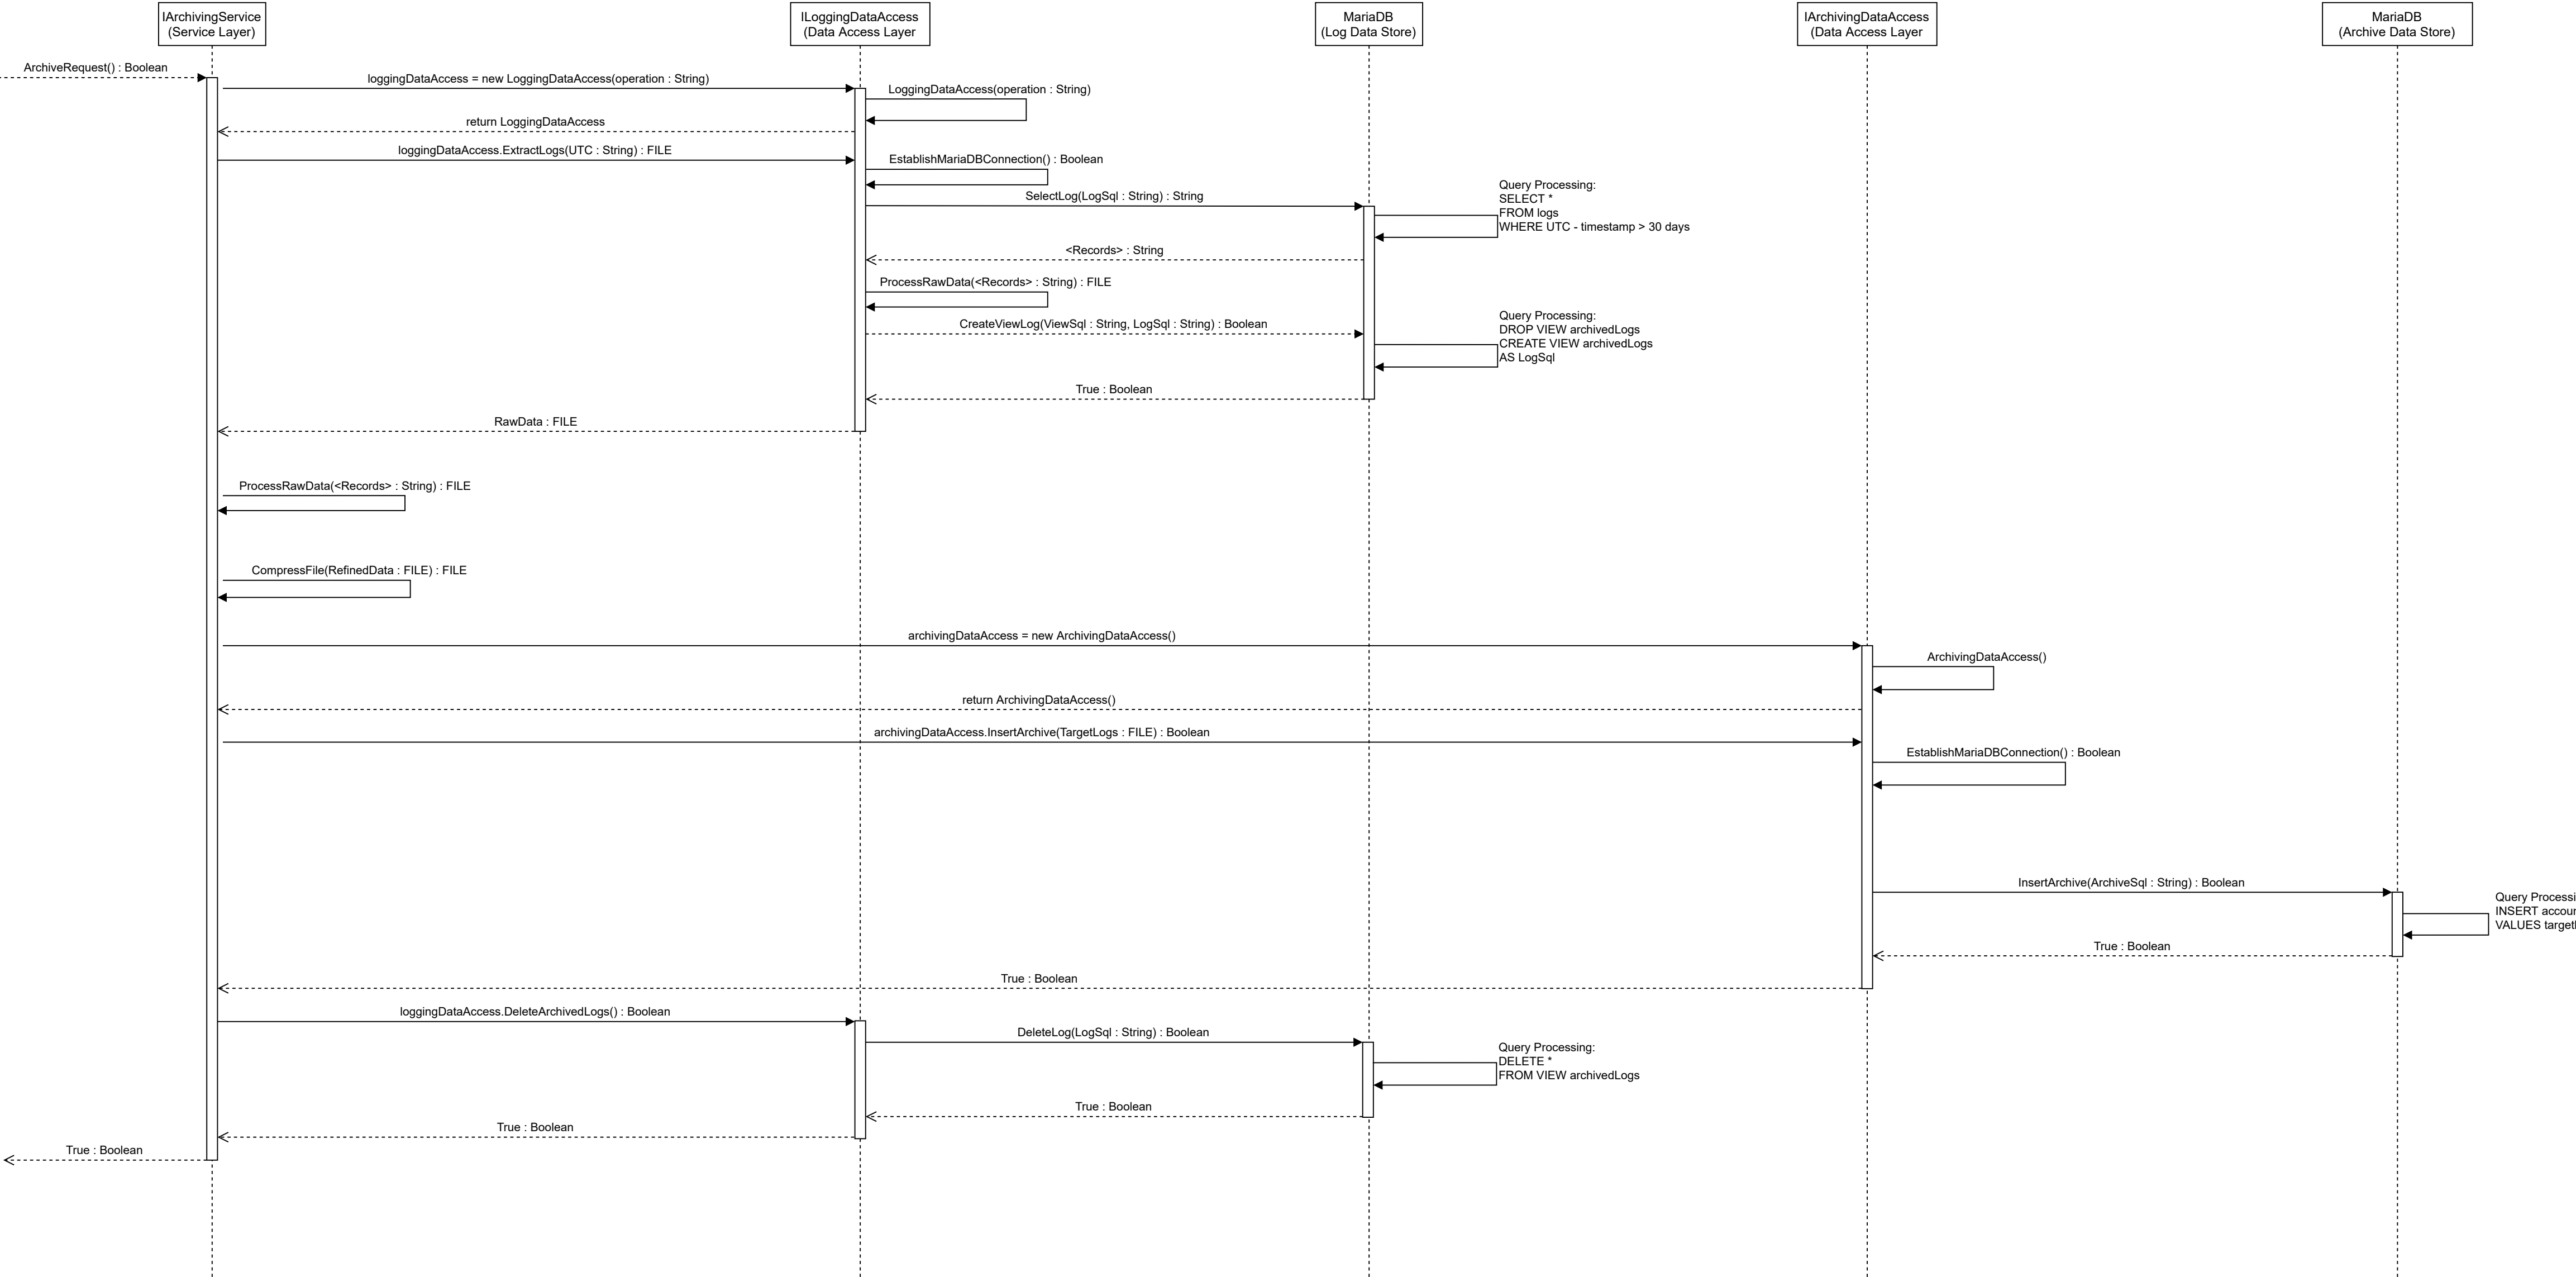 IArchivingService
(Service Layer)
ILoggingDataAccess
(Data Access Layer
MariaDB
(Log Data Store)
IArchivingDataAccess
(Data Access Layer
MariaDB
(Archive Data Store)
ArchiveRequest() : Boolean
loggingDataAccess = new LoggingDataAccess(operation : String)
LoggingDataAccess(operation : String)
return LoggingDataAccess
loggingDataAccess.ExtractLogs(UTC : String) : FILE
EstablishMariaDBConnection() : Boolean
SelectLog(LogSql : String) : String
Query Processing:
SELECT *
FROM logs
WHERE UTC - timestamp > 30 days
<Records> : String
ProcessRawData(<Records> : String) : FILE
CreateViewLog(ViewSql : String, LogSql : String) : Boolean
Query Processing:
DROP VIEW archivedLogs
CREATE VIEW archivedLogs
AS LogSql
True : Boolean
RawData : FILE
ProcessRawData(<Records> : String) : FILE
CompressFile(RefinedData : FILE) : FILE
archivingDataAccess = new ArchivingDataAccess()
ArchivingDataAccess()
return ArchivingDataAccess()
archivingDataAccess.InsertArchive(TargetLogs : FILE) : Boolean
EstablishMariaDBConnection() : Boolean
InsertArchive(ArchiveSql : String) : Boolean
Query
INSERT
VALUES
True : Boolean
True : Boolean
loggingDataAccess.DeleteArchivedLogs() : Boolean
DeleteLog(LogSql : String) : Boolean
Query Processing:
DELETE *
FROM VIEW archivedLogs
True : Boolean
True : Boolean
True : Boolean